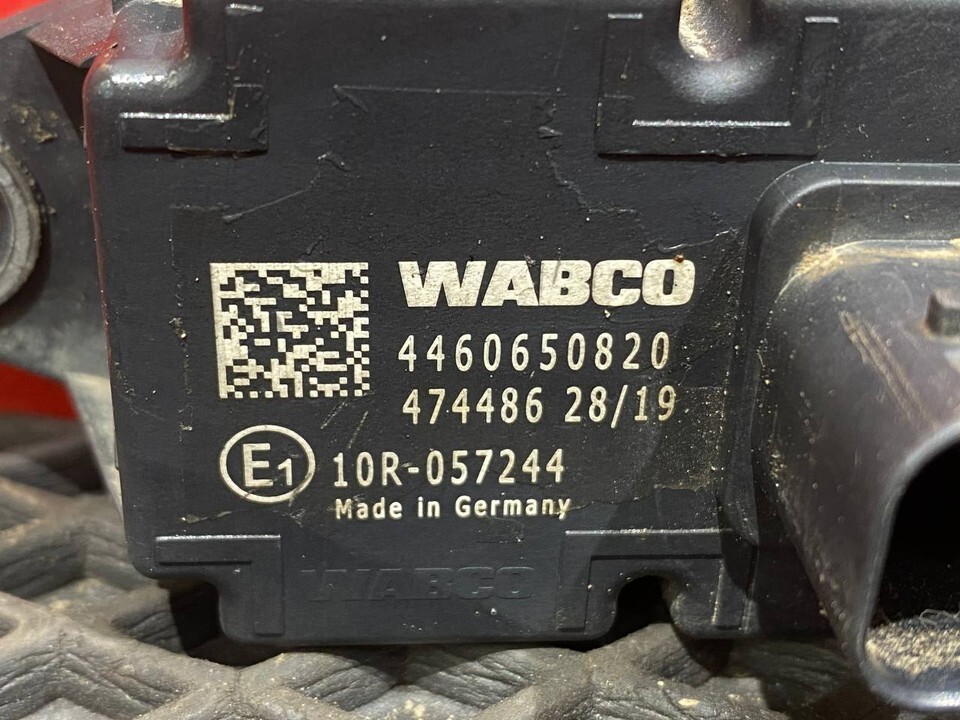 WABCO
4460650820
474486 28/19
E1 10R-057244
Made in Germany
WABCO